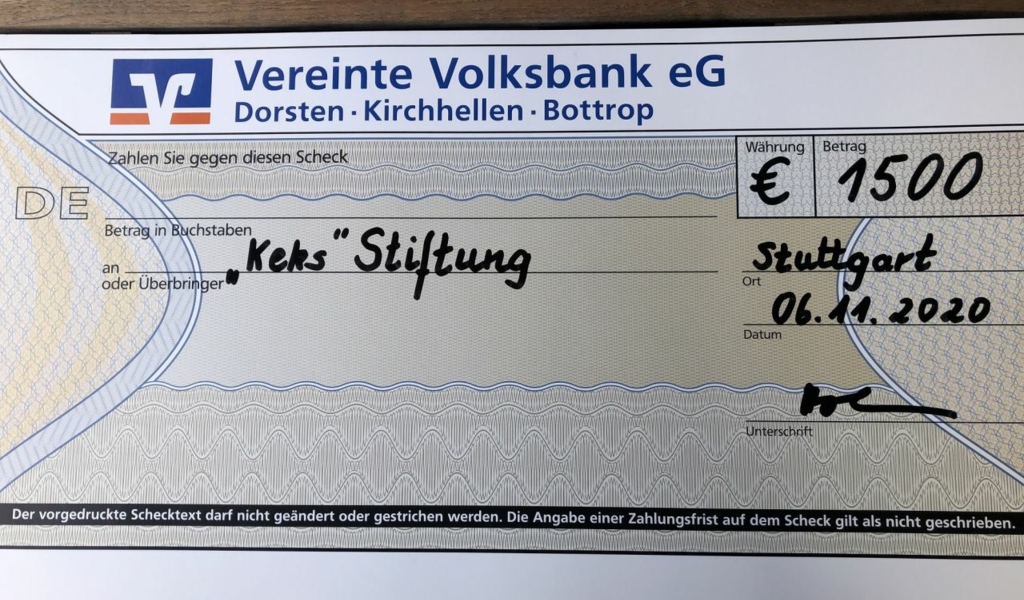 Vereinte Volksbank eG
Dorsten · Kirchhellen · Bottrop
Zahlen Sie gegen diesen Scheck
Währung
Betrag
€
1500
DE
Betrag in Buchstaben
an
„Keks" Stiftung
oder Überbringer
Stuttgart
Ort
06.11.2020
Datum
Unterschrift
Der vorgedruckte Schecktext darf nicht geändert oder gestrichen werden. Die Angabe einer Zahlungsfrist auf dem Scheck gilt als nicht geschrieben.